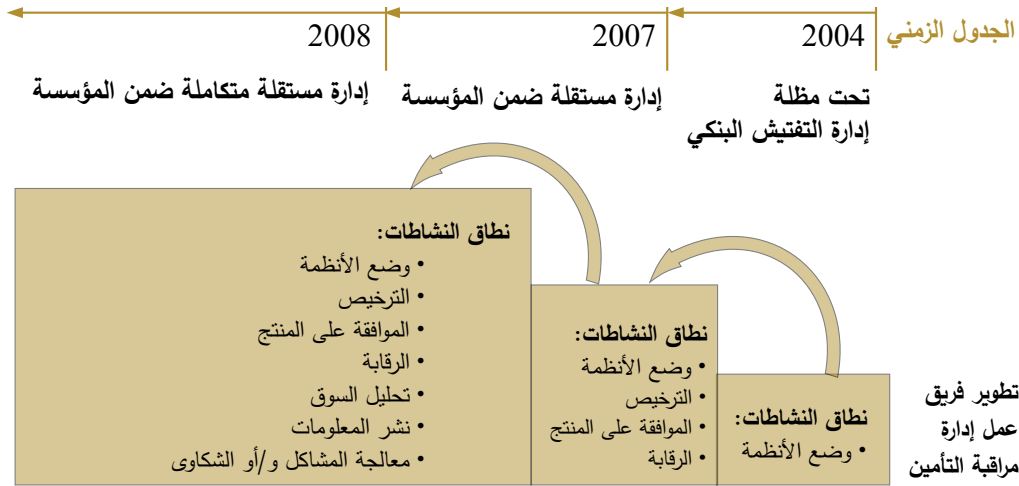 الجدول الزمني
2004
2007
2008
تحت مظلة
إدارة التفتيش البنكي
إدارة مستقلة ضمن المؤسسة
إدارة مستقلة متكاملة ضمن المؤسسة
تطوير فريق
عمل إدارة
مراقبة التأمين
نطاق النشاطات:
• وضع الأنظمة
نطاق النشاطات:
• وضع الأنظمة
• الترخيص
• الموافقة على المنتج
• الرقابة
نطاق النشاطات:
• وضع الأنظمة
• الترخيص
• الموافقة على المنتج
• الرقابة
• تحليل السوق
• نشر المعلومات
• معالجة المشاكل و/أو الشكاوى